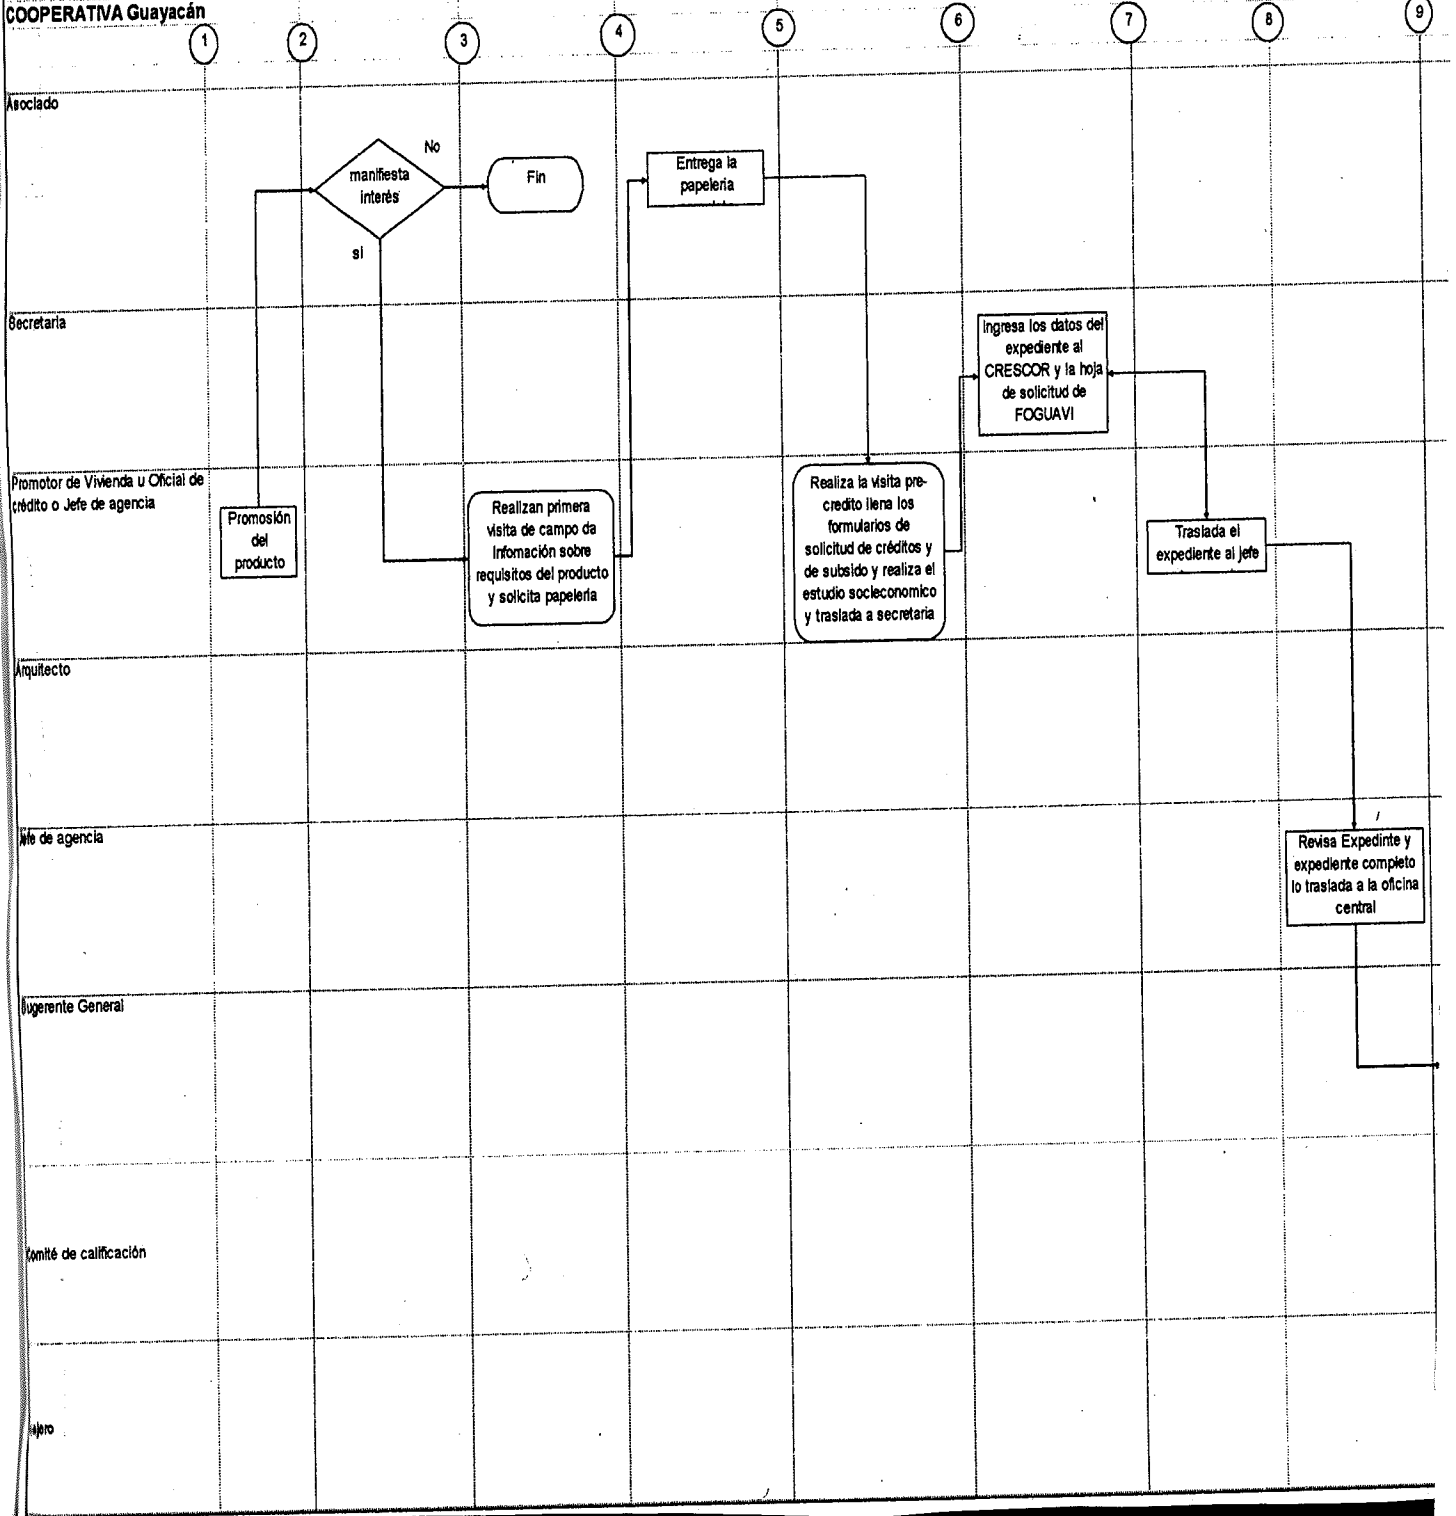 COOPERATIVA Guayacán
1 2 3 4 5 6 7 8 9
Asociado
manifiesta
interés
No
si
Fin
Entrega la
papeleria
Secretaria
Ingresa los datos del
expediente al
CRESCOR y la hoja
de solicitud de
FOGUAVI
Promotor de Vivienda u Oficial de
crédito o Jefe de agencia
Promosión
del
producto
Realizan primera
visita de campo da
Infomación sobre
requisitos del producto
y solicita papeleria
Realiza la visita pre-
credito llena los
formularios de
solicitud de créditos y
de subsido y realiza el
estudio socieconomico
y traslada a secretaria
Traslada el
expediente al jefe
Arquitecto
Jefe de agencia
Revisa Expedinte y
expediente completo
lo traslada a la oficina
central
Sugerente General
Comité de calificación